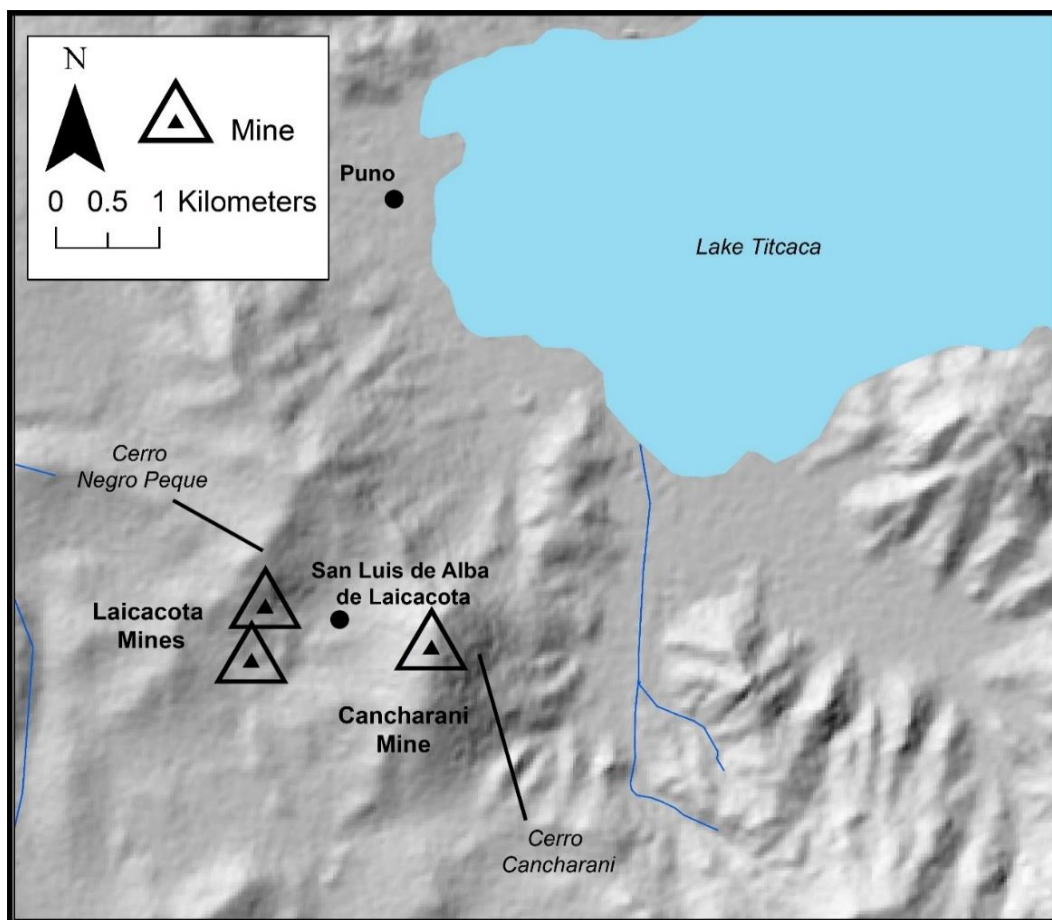 N
Mine
0 0.5 1 Kilometers
Puno
Lake Titcaca
Cerro
Negro Peque
San Luis de Alba
de Laicacota
Laicacota
Mines
Cancharani
Mine
Cerro
Cancharani